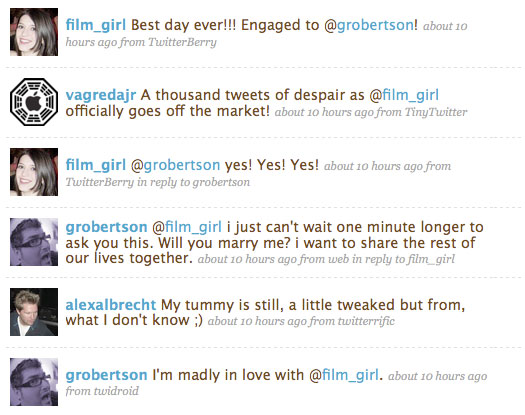 film_girl Best day ever!!! Engaged to @grobertson! about 10
hours ago from TwitterBerry
vagredajr A thousand tweets of despair as @film_girl
officially goes off the market! about 10 hours ago from TinyTwitter
film_girl @grobertson yes! Yes! Yes! about 10 hours ago from
TwitterBerry in reply to grobertson
grobertson @film_girl i just can't wait one minute longer to
ask you this. Will you marry me? i want to share the rest of
our lives together. about 10 hours ago from web in reply to film_girl
alexalbrecht My tummy is still, a little tweaked but from,
what I don't know ;) about 10 hours ago from twitterrific
grobertson I'm madly in love with @film_girl. about 10 hours ago
from twidroid